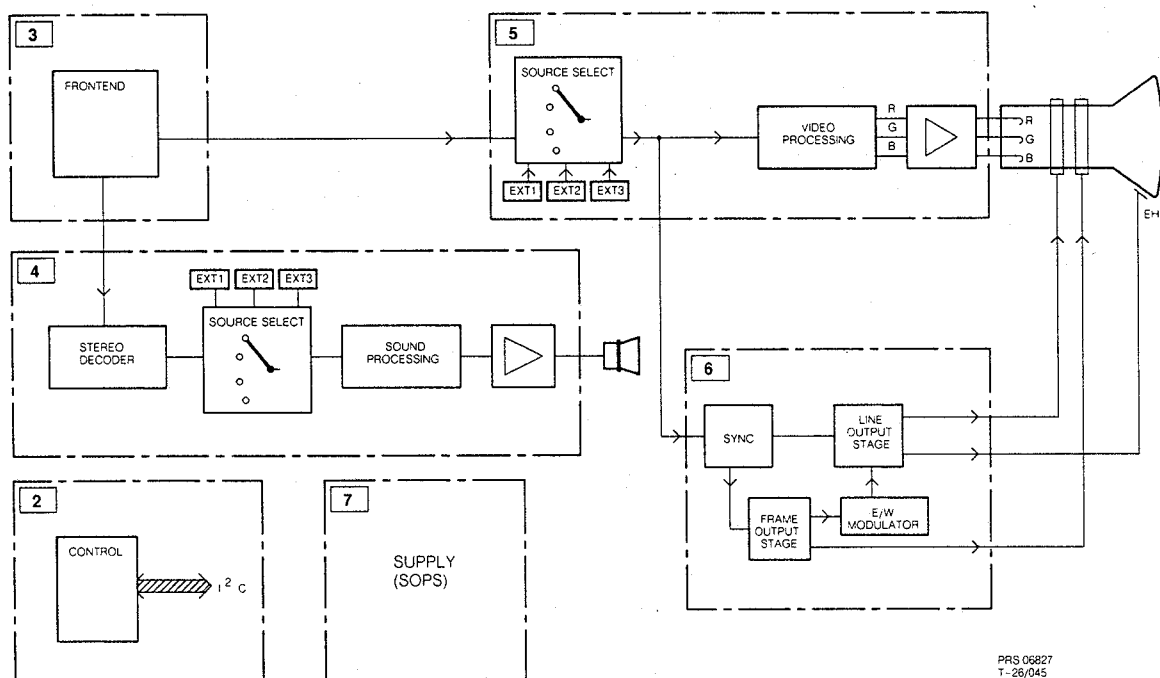 3
FRONTEND
5
SOURCE SELECT
EXT1
EXT2
EXT3
VIDEO
PROCESSING
R
G
B
R
G
B
EH
4
STEREO
DECODER
EXT1
EXT2
EXT3
SOURCE SELECT
SOUND
PROCESSING
6
SYNC
LINE
OUTPUT
STAGE
FRAME
OUTPUT
STAGE
E/W
MODULATOR
2
CONTROL
I² C
7
SUPPLY
(SOPS)
PRS 06827
T-26/045